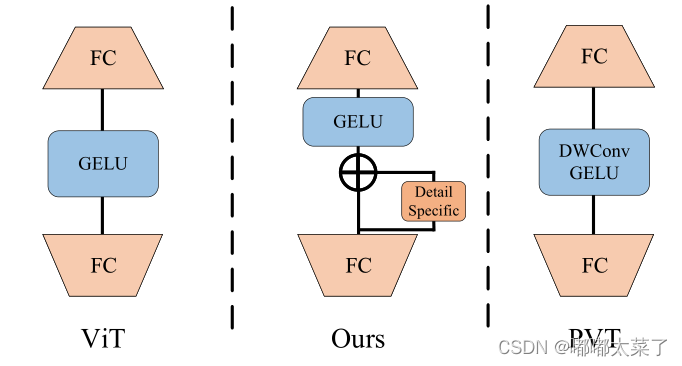 FC
GELU
FC
ViT
FC
GELU
Detail
Specific
FC
Ours
FC
DWConv
GELU
FC
PVT
CSDN @嘟嘟太菜了